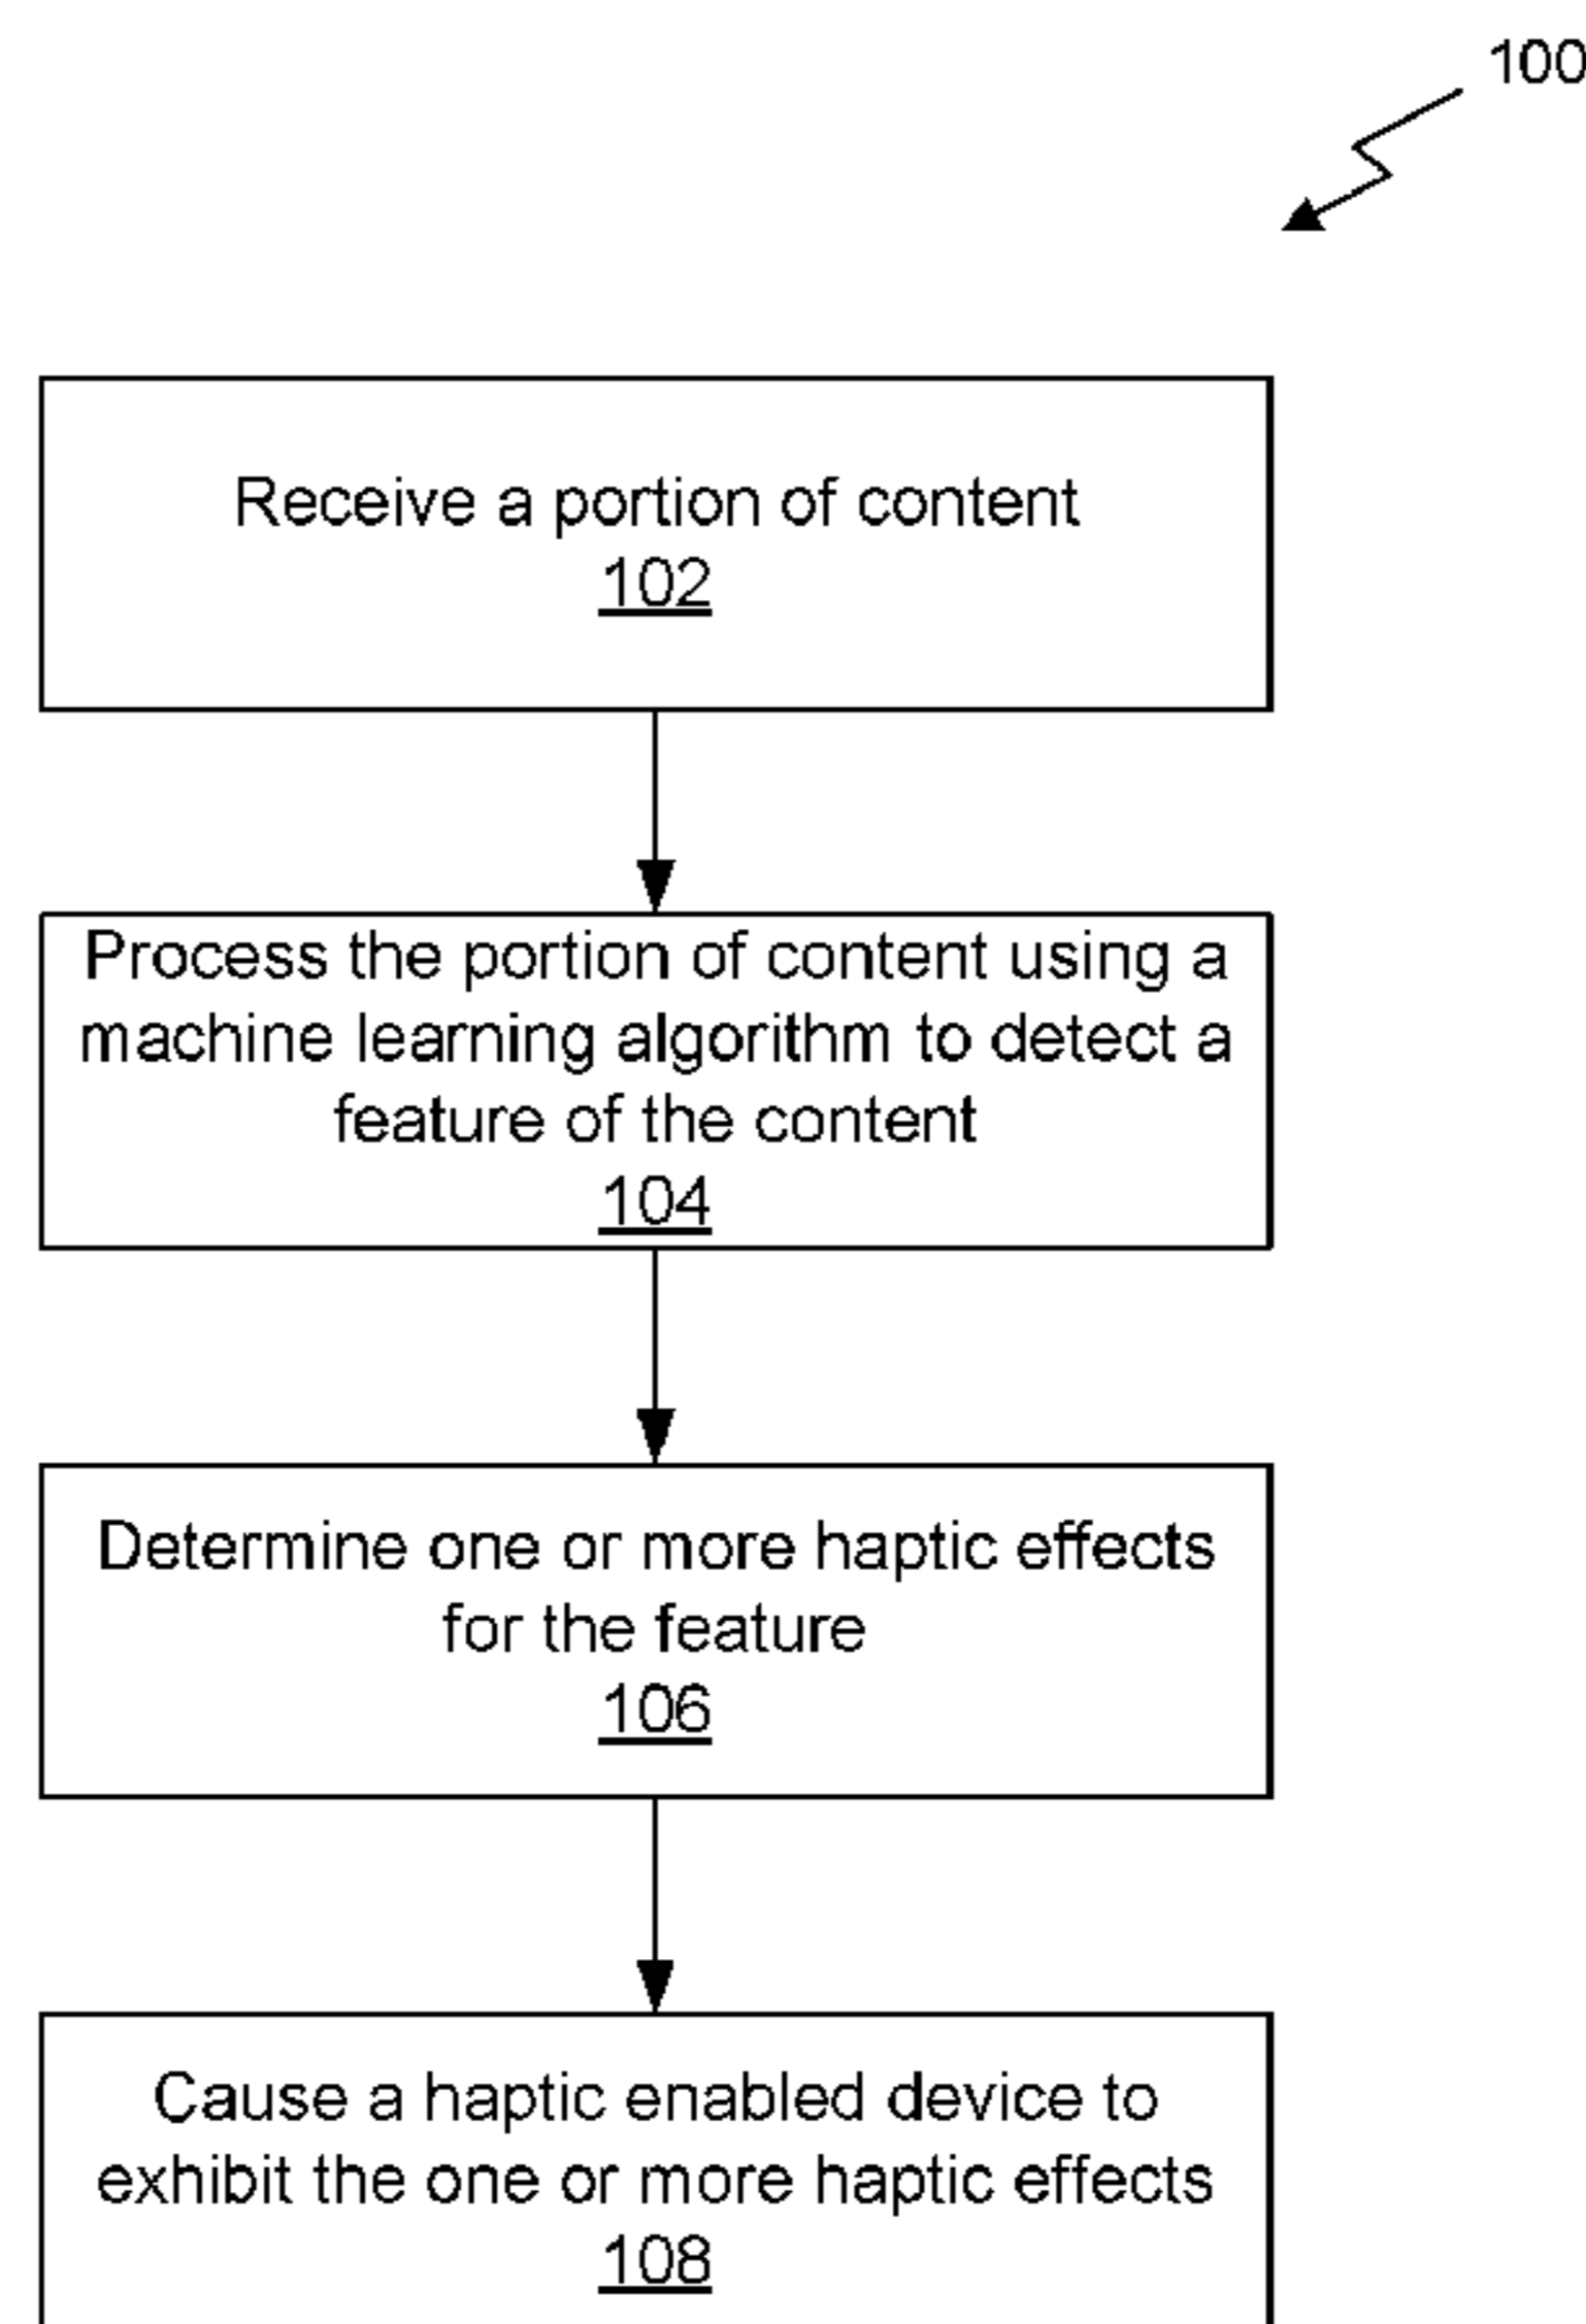 100
Receive a portion of content
102
Process the portion of content using a
machine learning algorithm to detect a
feature of the content
104
Determine one or more haptic effects
for the feature
106
Cause a haptic enabled device to
exhibit the one or more haptic effects
108